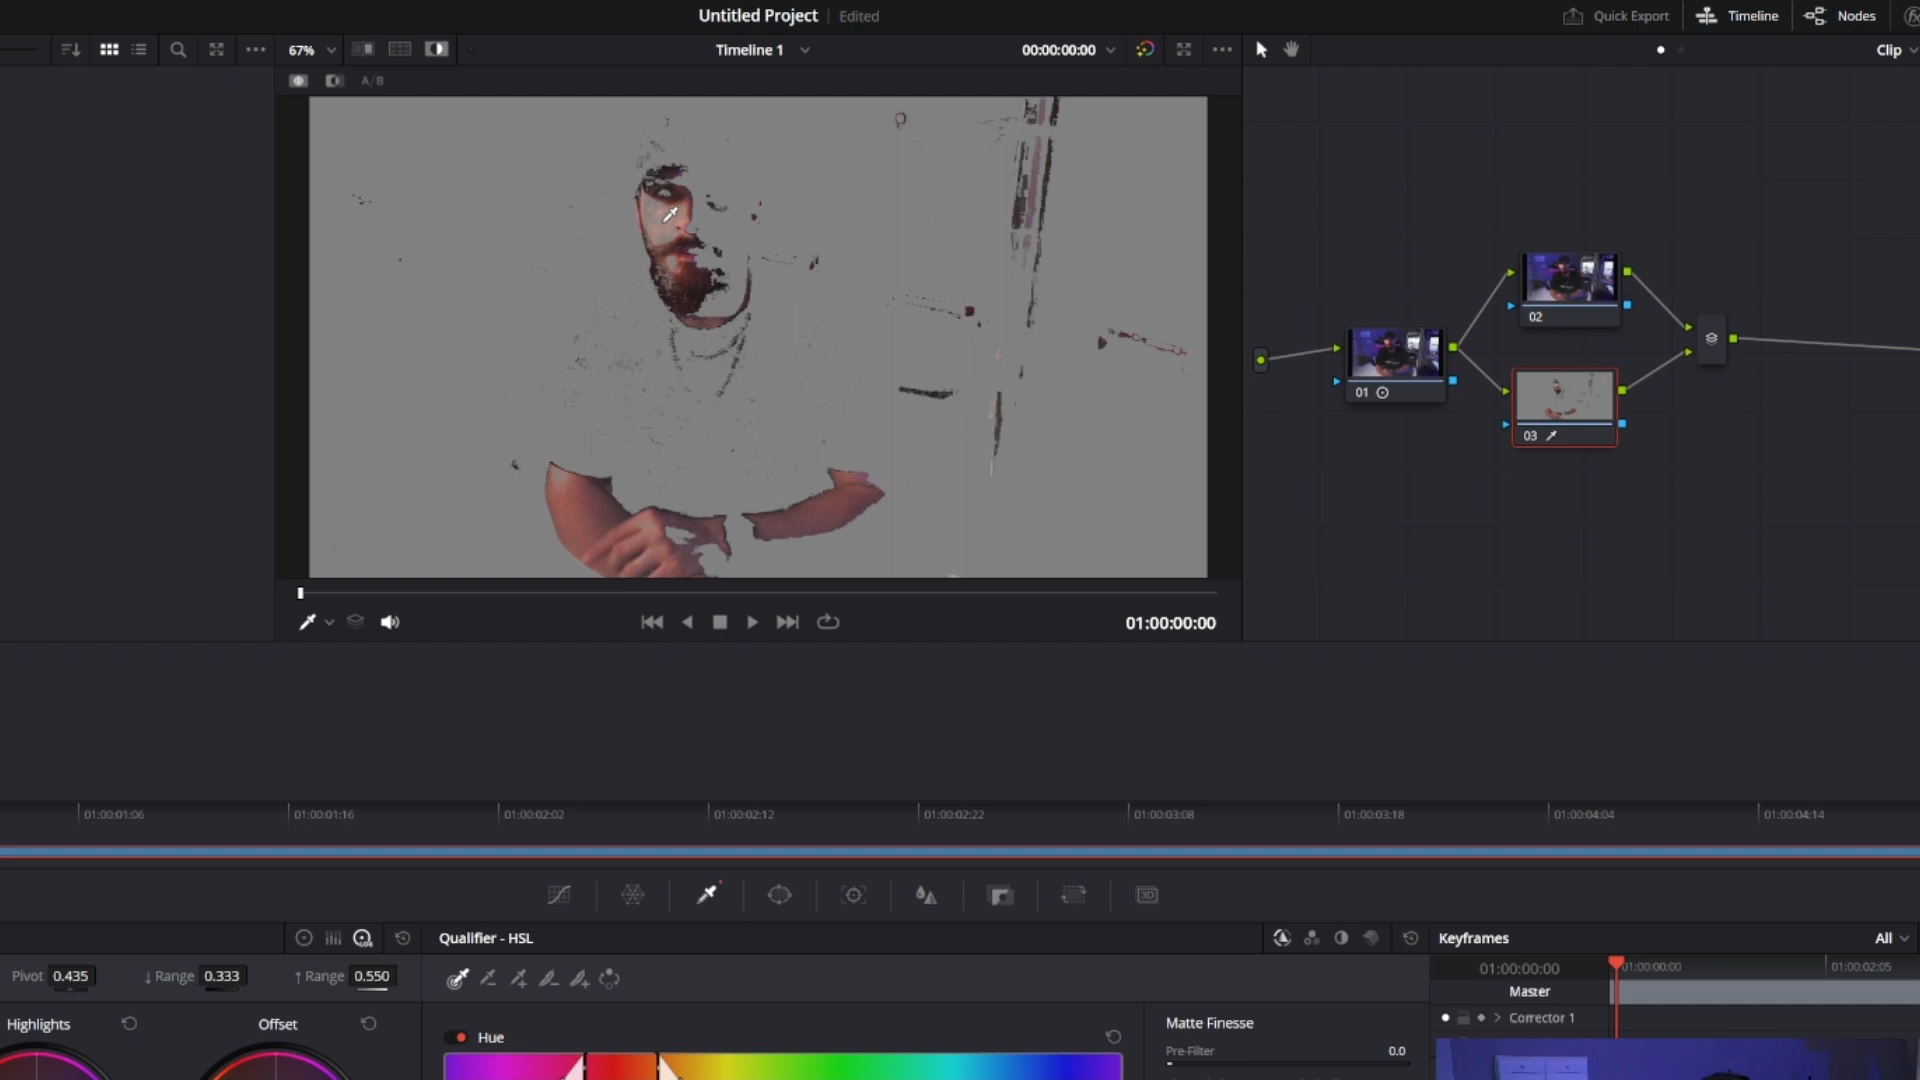 Untitled Project Edited
Quick Export Timeline Nodes
67% Timeline 1 00:00:00:00 Clip
A/B
02
01
03
01:00:00:00
01:00:01:06 01:00:01:16 01:00:02:02 01:00:02:12 01:00:02:22 01:00:03:08 01:00:03:18 01:00:04:04 01:00:04:14
3D
LOG Qualifier - HSL Keyframes All
Pivot 0.435 ↓ Range 0.333 ↑ Range 0.550 01:00:00:00 01:00:00:00 01:00:02:05
Master
Highlights Offset Hue Matte Finesse Corrector 1
Pre-Filter 0.0